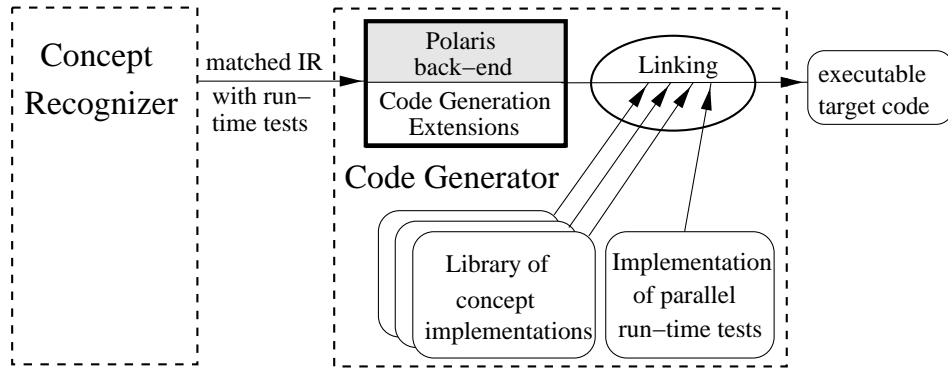 Concept
Recognizer
matched IR
with run–
time tests
Polaris
back–end
Code Generation
Extensions
Linking
executable
target code
Code Generator
Library of
concept
implementations
Implementation
of parallel
run–time tests